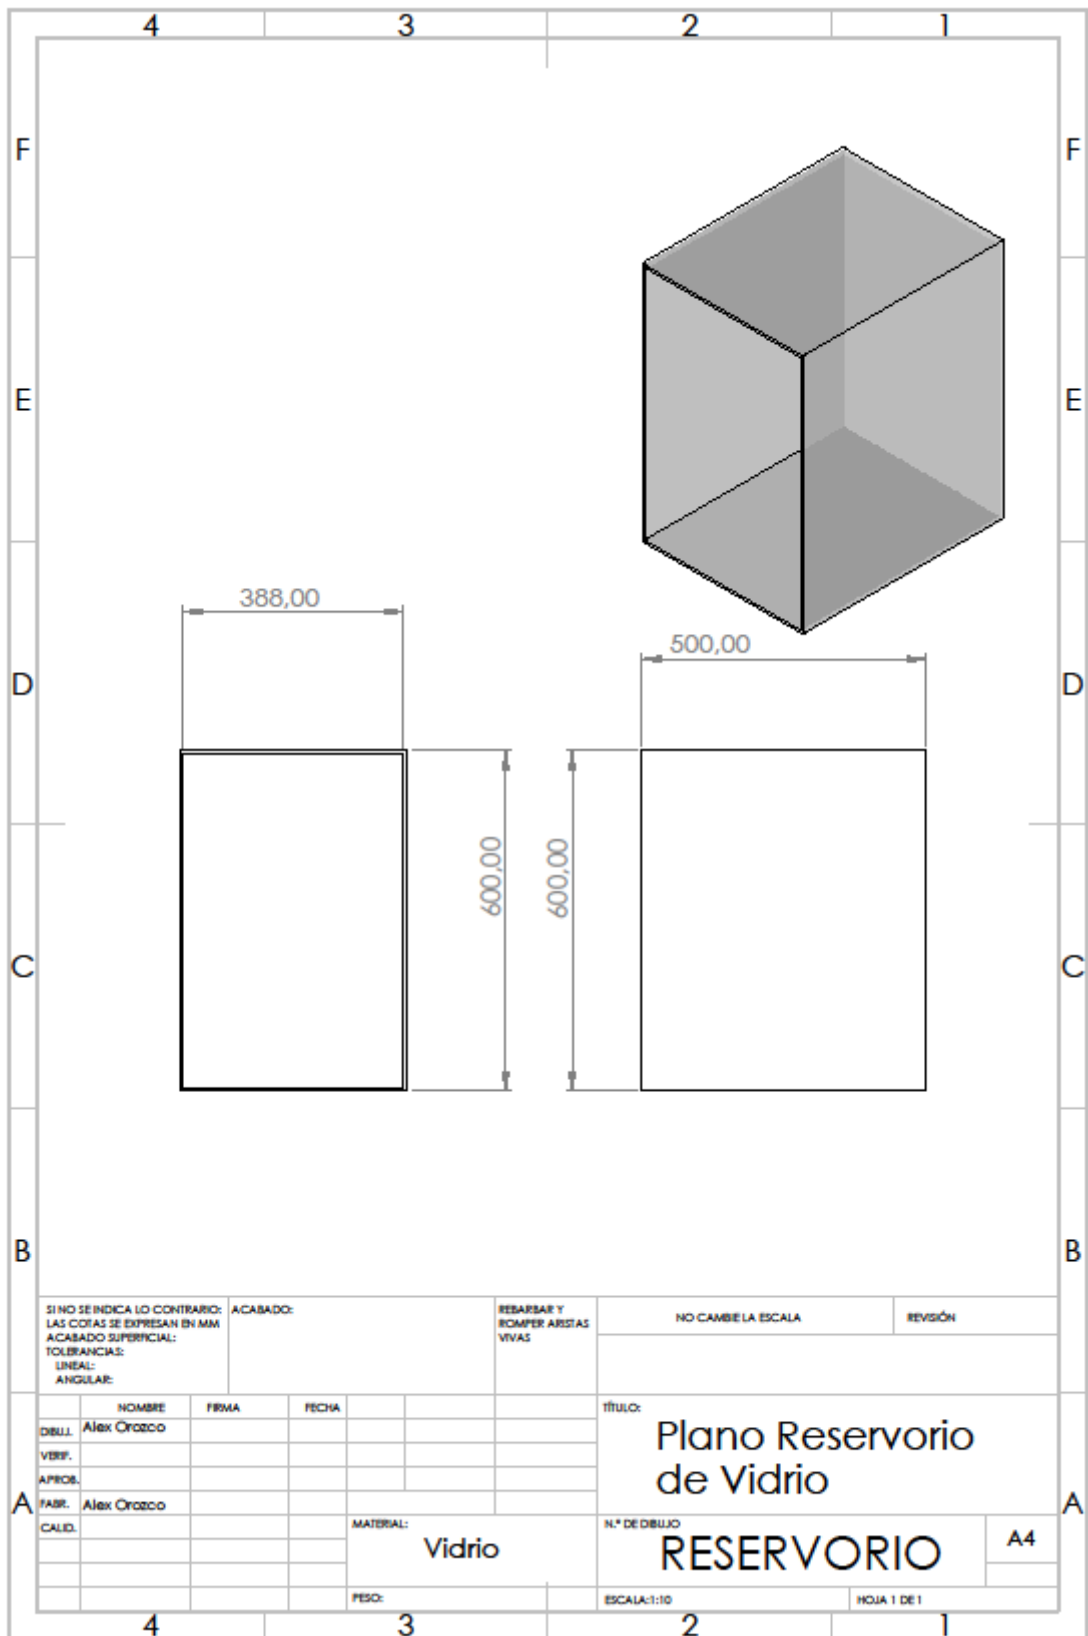 4 3 2 1
F F
E E
388,00
500,00
D D
600,00 600,00
C C
B B
SI NO SE INDICA LO CONTRARIO:
LAS COTAS SE EXPRESAN EN MM
ACABADO SUPERFICIAL:
TOLERANCIAS:
LINEAL:
ANGULAR:
ACABADO:
REBARBAR Y
ROMPER ARISTAS
VIVAS
NO CAMBIE LA ESCALA
REVISIÓN
NOMBRE FIRMA FECHA
DIBUJ. Alex Orozco
VERIF.
APROB.
FABR. Alex Orozco
CALID.
TÍTULO:
Plano Reservorio
de Vidrio
A A
MATERIAL:
Vidrio
N.º DE DIBUJO
RESERVORIO
A4
PESO:
ESCALA:1:10
HOJA 1 DE 1
4 3 2 1